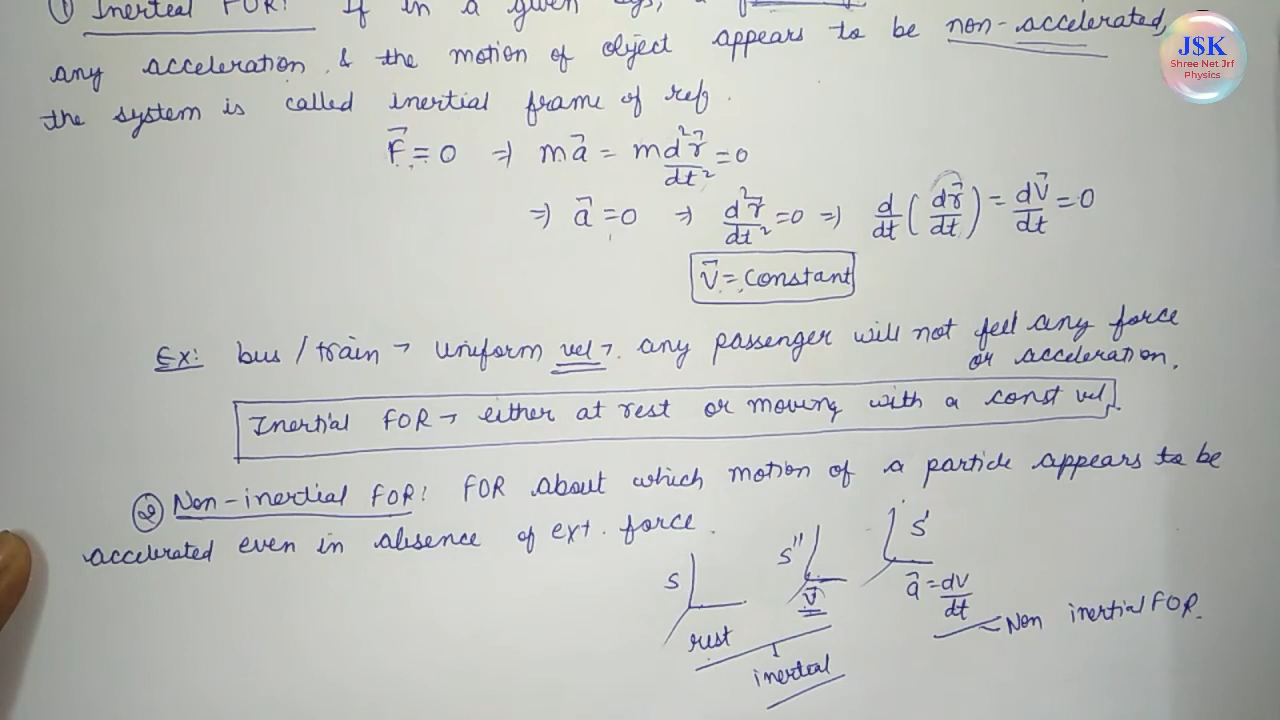 ① Inertial FOR: If in a given sys, a
any acceleration & the motion of object appears to be non-accelerated,
the system is called inertial frame of ref.
F⃗ = 0 ⇒ ma⃗ = m d²r⃗/dt² = 0
⇒ a⃗ = 0 ⇒ d²r⃗/dt² = 0 ⇒ d/dt (dr⃗/dt) = dV⃗/dt = 0
V⃗ = constant
Ex: bus / train → Uniform vel → any passenger will not feel any force
or acceleration.
Inertial FOR → either at rest or moving with a const vel.
② Non-inertial FOR: FOR about which motion of a particle appears to be
accelerated even in absence of ext. force.
S S'' S'
rest V⃗ a⃗ = dv/dt
inertial
Non inertial FOR.
JSK
Shree Net Jrf
Physics